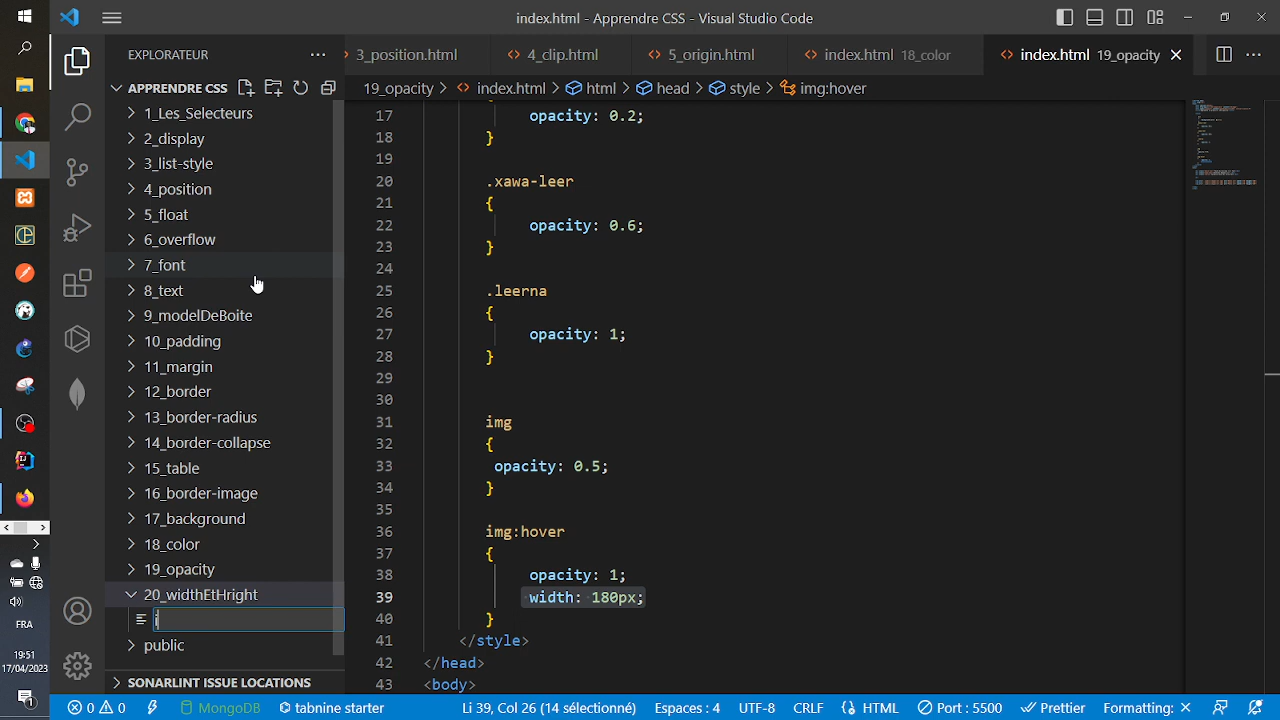 index.html - Apprendre CSS - Visual Studio Code
EXPLORATEUR
3_position.html
4_clip.html
5_origin.html
index.html 18_color
index.html 19_opacity
APPRENDRE CSS
19_opacity > index.html > html > head > style > img:hover
1_Les_Selecteurs
2_display
3_list-style
4_position
5_float
6_overflow
7_font
8_text
9_modelDeBoite
10_padding
11_margin
12_border
13_border-radius
14_border-collapse
15_table
16_border-image
17_background
18_color
19_opacity
20_widthEtHright
i
public
SONARLINT ISSUE LOCATIONS
17 opacity: 0.2;
18 }
19
20 .xawa-leer
21 {
22 opacity: 0.6;
23 }
24
25 .leerna
26 {
27 opacity: 1;
28 }
29
30
31 img
32 {
33 opacity: 0.5;
34 }
35
36 img:hover
37 {
38 opacity: 1;
39 width: 180px;
40 }
41 </style>
42 </head>
43 <body>
FRA
19:51
17/04/2023
0 0 MongoDB tabnine starter Li 39, Col 26 (14 sélectionné) Espaces : 4 UTF-8 CRLF HTML Port : 5500 Prettier Formatting: ×